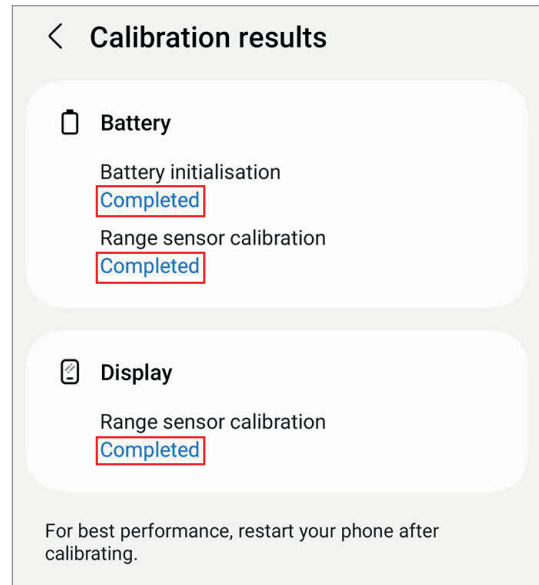 Calibration results
Battery
Battery initialisation
Completed
Range sensor calibration
Completed
Display
Range sensor calibration
Completed
For best performance, restart your phone after
calibrating.